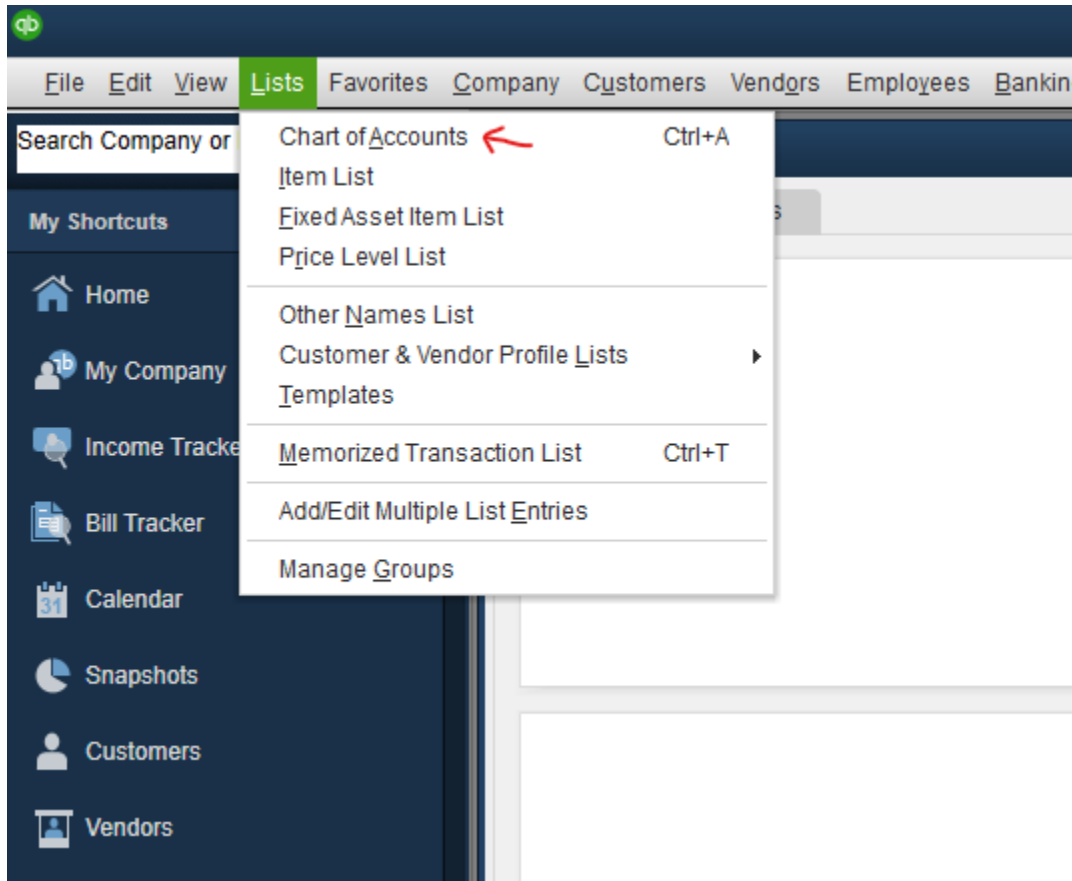 qb
File Edit View Lists Favorites Company Customers Vendors Employees Bankin
Search Company or
Chart of Accounts Ctrl+A
Item List
Fixed Asset Item List
Price Level List
Other Names List
Customer & Vendor Profile Lists
Templates
Memorized Transaction List Ctrl+T
Add/Edit Multiple List Entries
Manage Groups
My Shortcuts
Home
My Company
Income Tracke
Bill Tracker
31
Calendar
Snapshots
Customers
Vendors